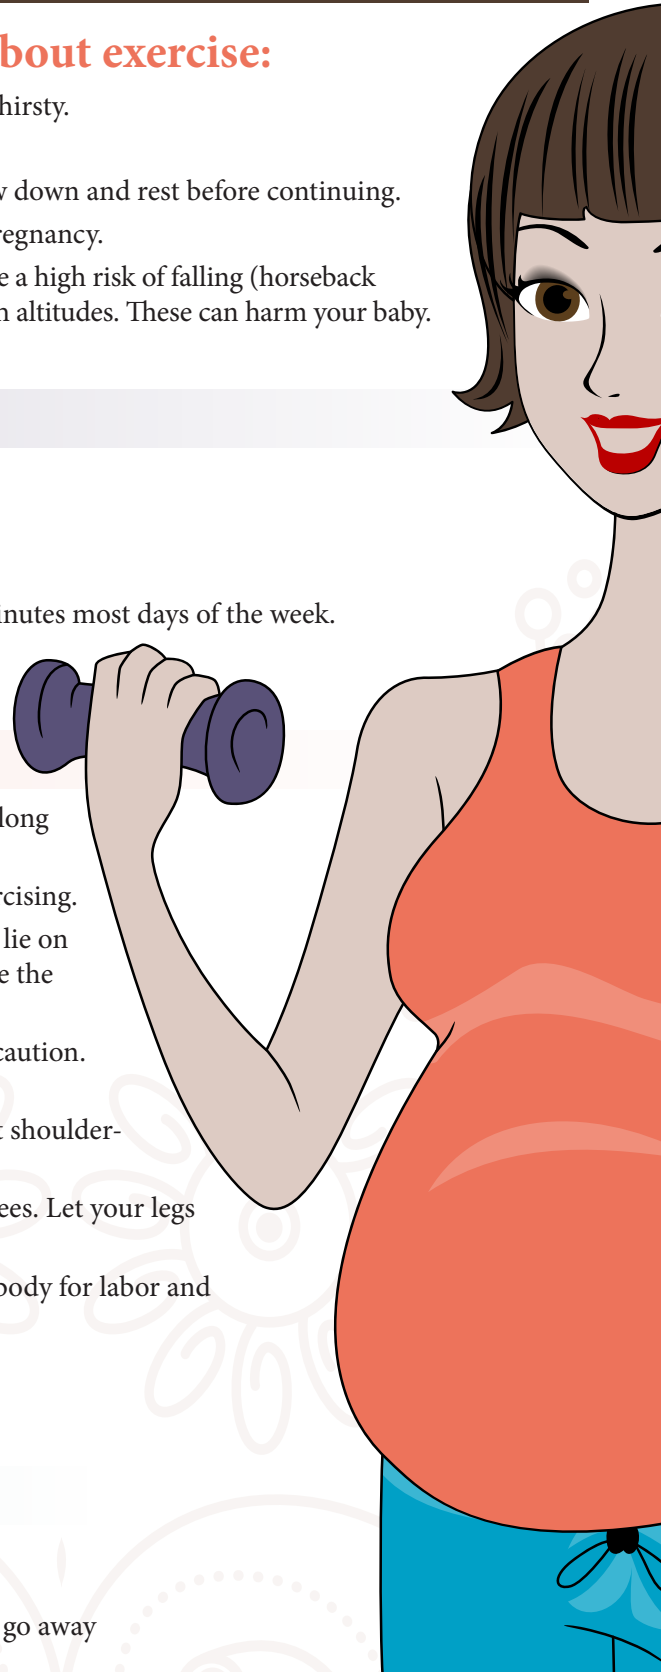 bout exercise:
hirsty.
w down and rest before continuing.
regnancy.
e a high risk of falling (horseback
h altitudes. These can harm your baby.
inutes most days of the week.
long
rcising.
lie on
e the
caution.
t shoulder-
ees. Let your legs
body for labor and
go away